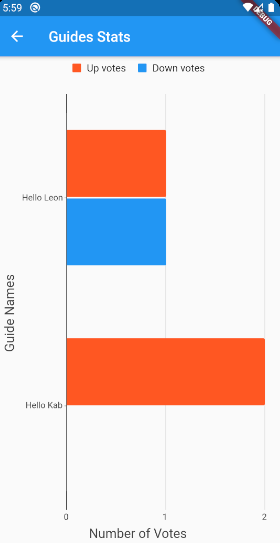 5:59
DEBUG
Guides Stats
Up votes Down votes
Hello Leon
Guide Names
Hello Kab
0 1 2
Number of Votes